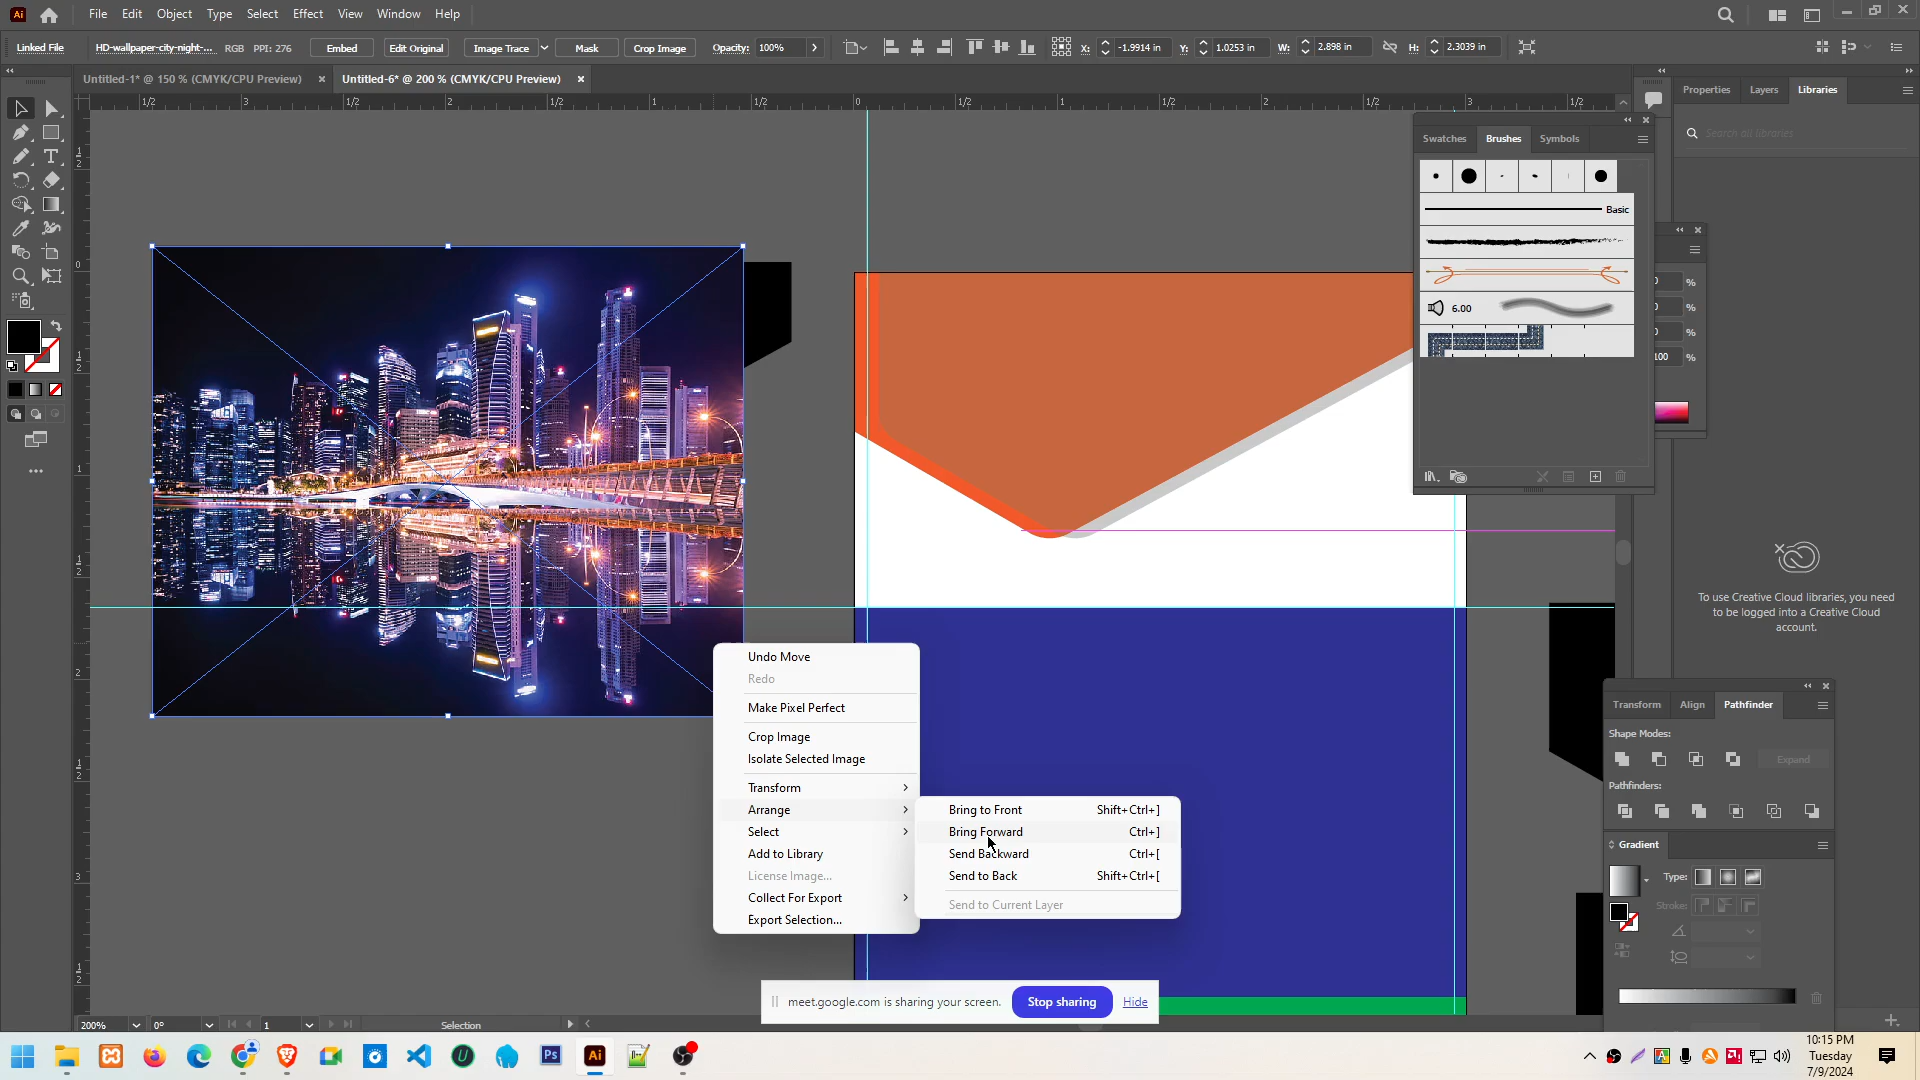 Ai File Edit Object Type Select Effect View Window Help
Linked File HD-wallpaper-city-night-... RGB PPI: 276 Embed Edit Original Image Trace Mask Crop Image Opacity: 100% X: -1.9914 in Y: 1.0253 in W: 2.898 in H: 2.3039 in
Untitled-1* @ 150 % (CMYK/CPU Preview) × Untitled-6* @ 200 % (CMYK/CPU Preview) ×
Properties Layers Libraries
Search all libraries
Swatches Brushes Symbols
Basic
6.00
%
%
%
100 %
To use Creative Cloud libraries, you need
to be logged into a Creative Cloud
account.
Undo Move
Redo
Make Pixel Perfect
Crop Image
Isolate Selected Image
Transform
Arrange
Select
Add to Library
License Image...
Collect For Export
Export Selection...
Bring to Front Shift+Ctrl+]
Bring Forward Ctrl+]
Send Backward Ctrl+[
Send to Back Shift+Ctrl+[
Send to Current Layer
Transform Align Pathfinder
Shape Modes:
Expand
Pathfinders:
Gradient
Type:
Stroke:
meet.google.com is sharing your screen. Stop sharing Hide
200% 0° 1 Selection
10:15 PM
Tuesday
7/9/2024